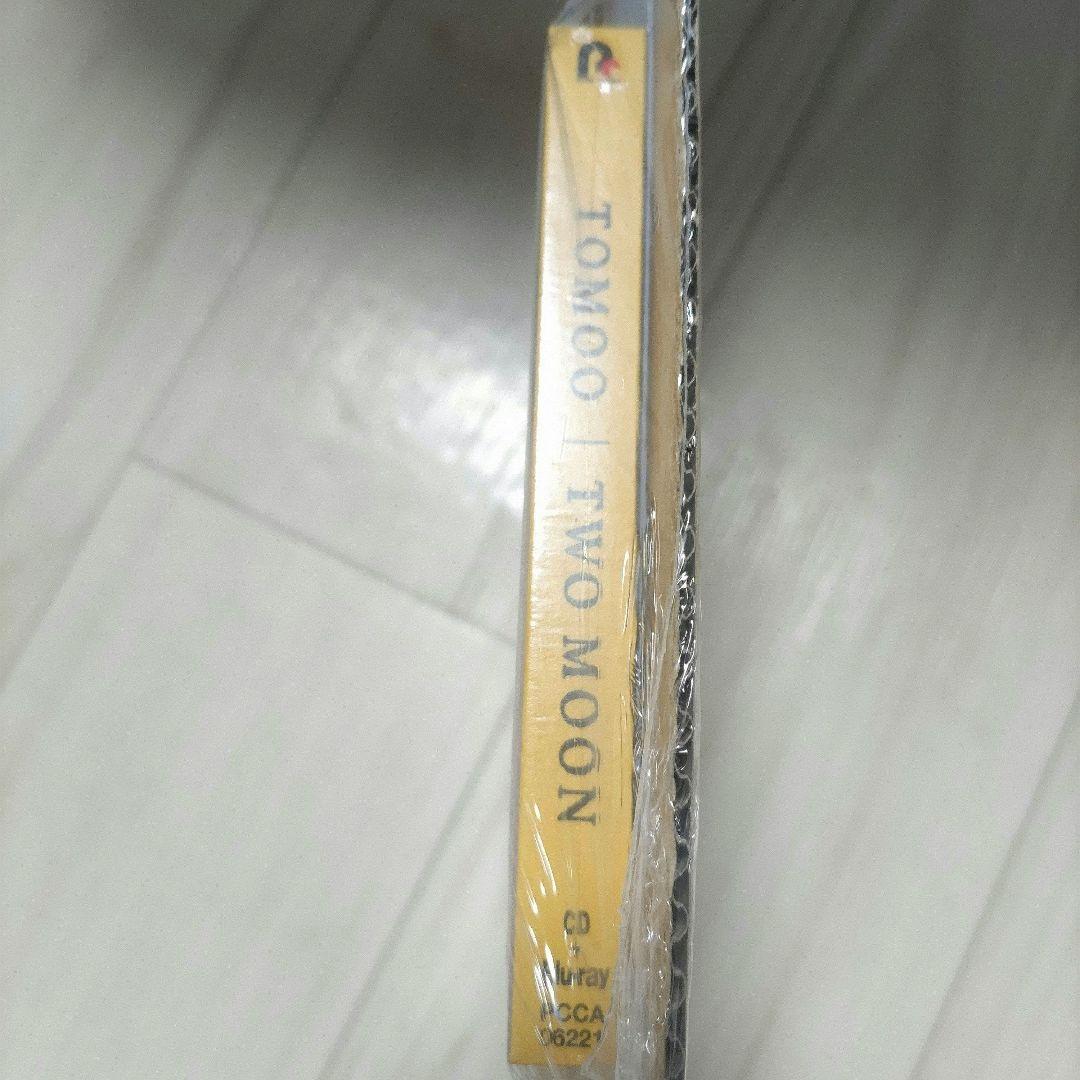 TOMOO | TWO MOON
CD
+
Blu-ray
PCCA
06221